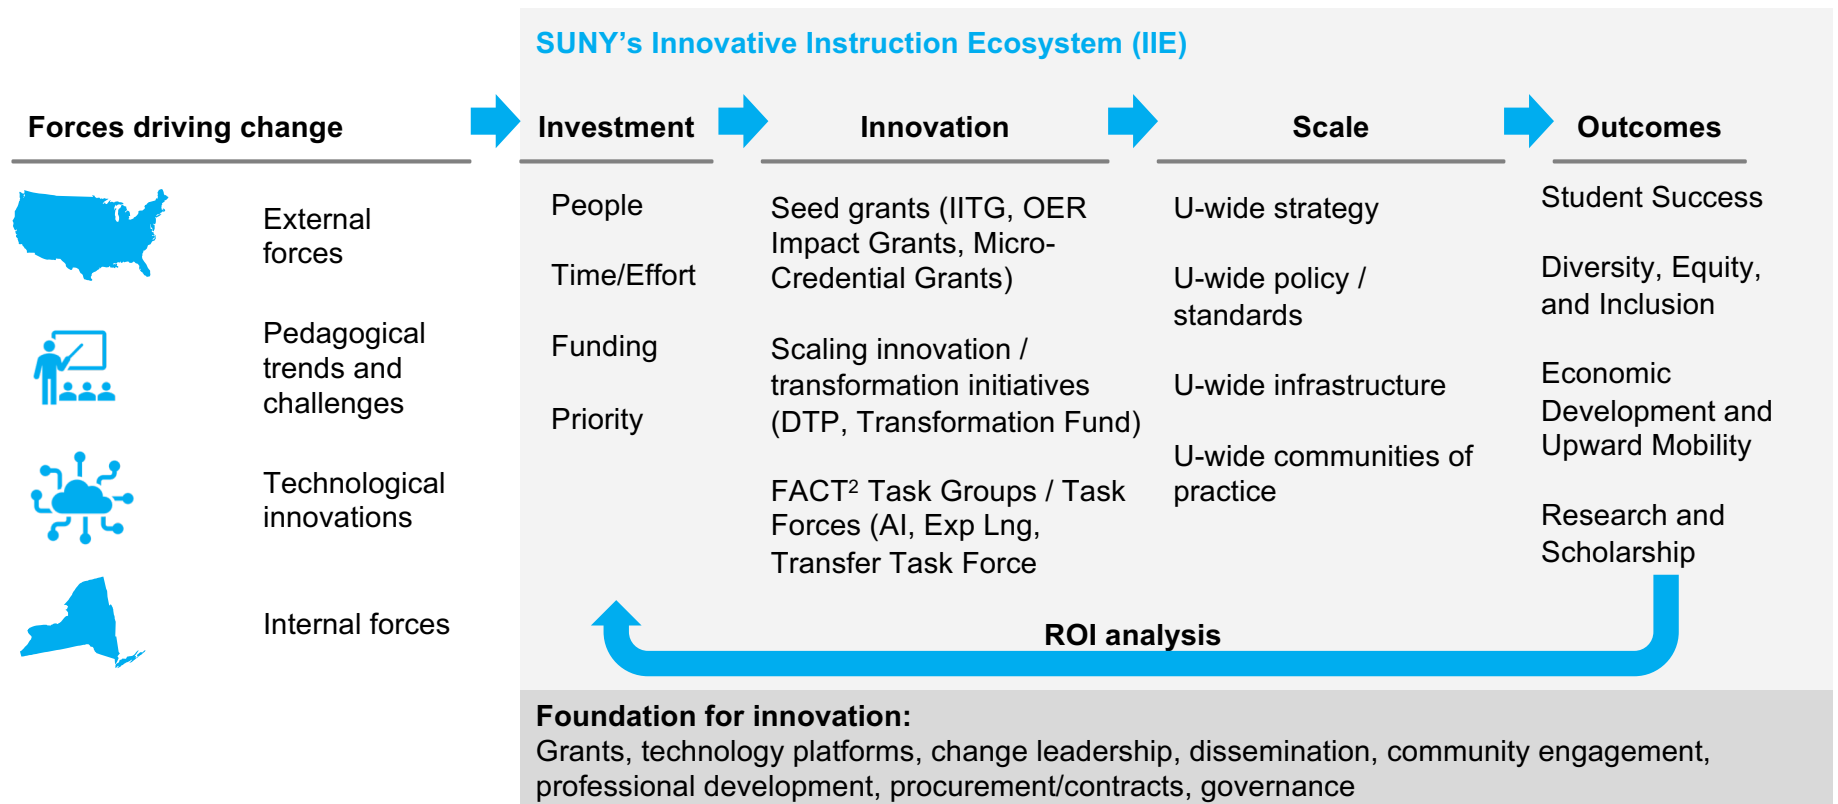 SUNY’s Innovative Instruction Ecosystem (IIE)
Forces driving change
External
forces
Pedagogical
trends and
challenges
Technological
innovations
Internal forces
Investment
People
Time/Effort
Funding
Priority
Innovation
Seed grants (IITG, OER
Impact Grants, Micro-
Credential Grants)
Scaling innovation /
transformation initiatives
(DTP, Transformation Fund)
FACT² Task Groups / Task
Forces (AI, Exp Lng,
Transfer Task Force
Scale
U-wide strategy
U-wide policy /
standards
U-wide infrastructure
U-wide communities of
practice
Outcomes
Student Success
Diversity, Equity,
and Inclusion
Economic
Development and
Upward Mobility
Research and
Scholarship
ROI analysis
Foundation for innovation:
Grants, technology platforms, change leadership, dissemination, community engagement,
professional development, procurement/contracts, governance